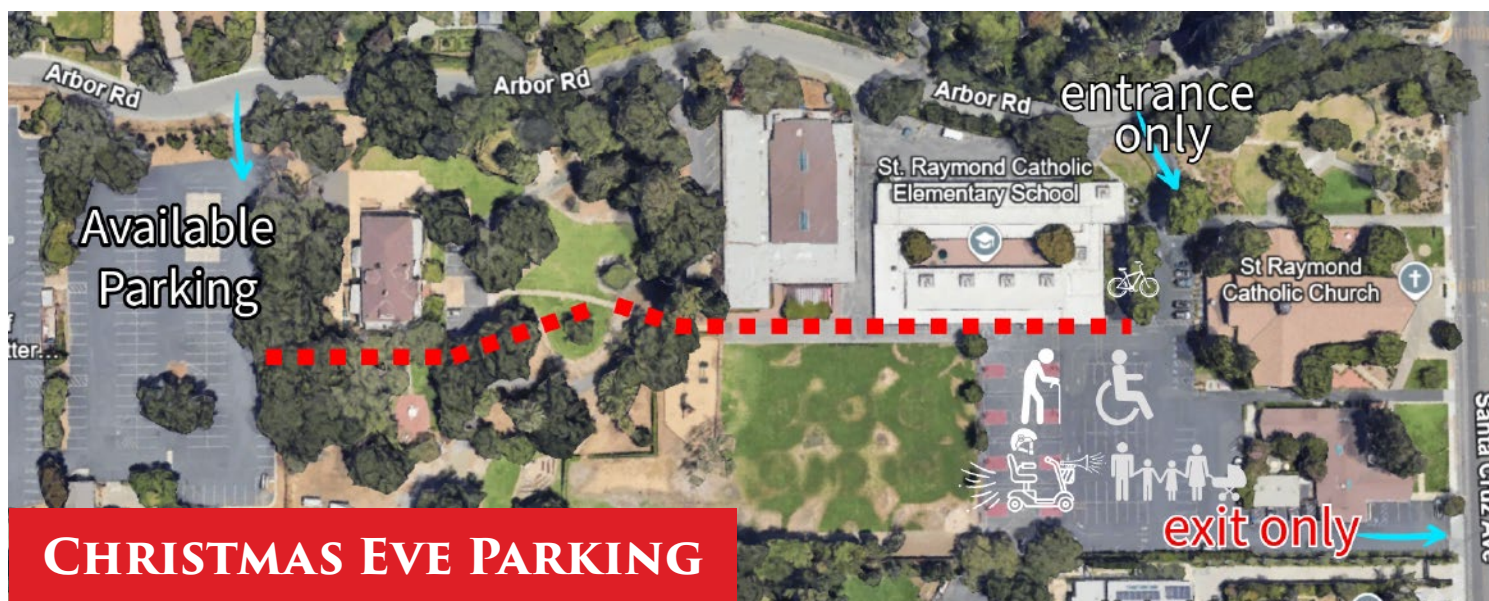 Arbor Rd
Arbor Rd
Arbor Rd
entrance
only
St. Raymond Catholic
Elementary School
Available
Parking
St Raymond
Catholic Church
Santa Cruz Ave
exit only
CHRISTMAS EVE PARKING